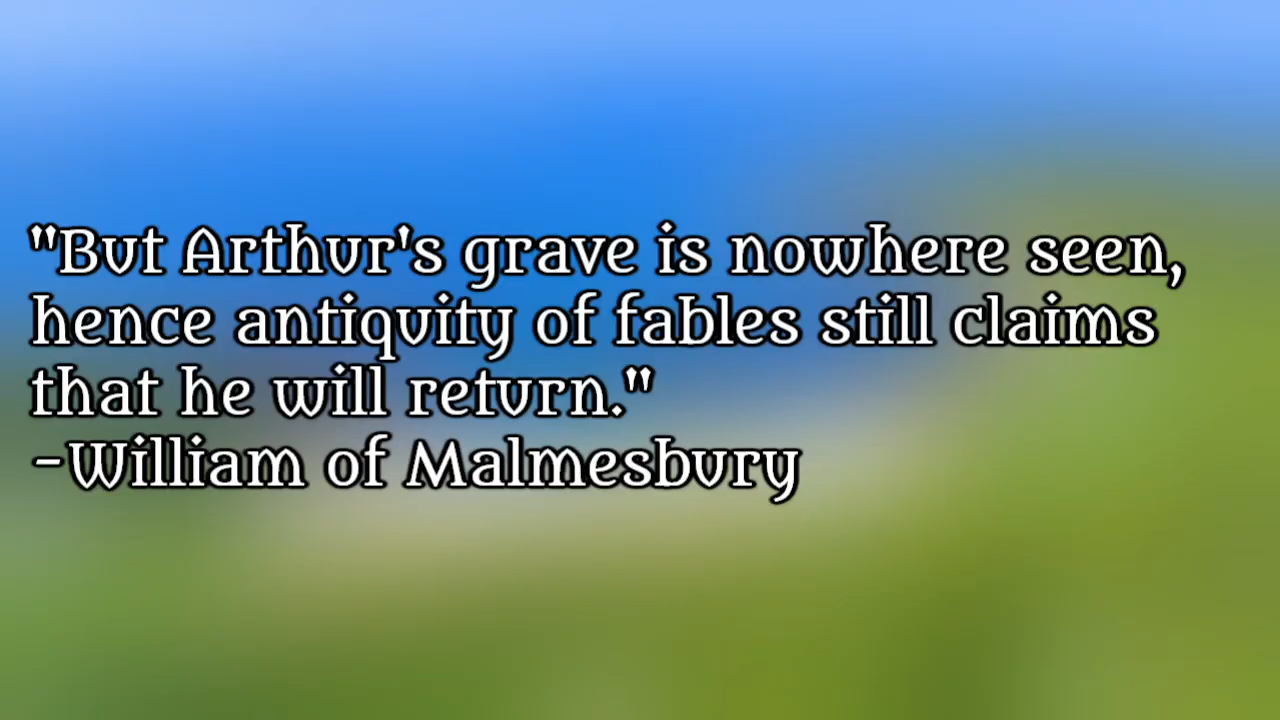 "But Arthur's grave is nowhere seen,
hence antiquity of fables still claims
that he will return."
-William of Malmesbury